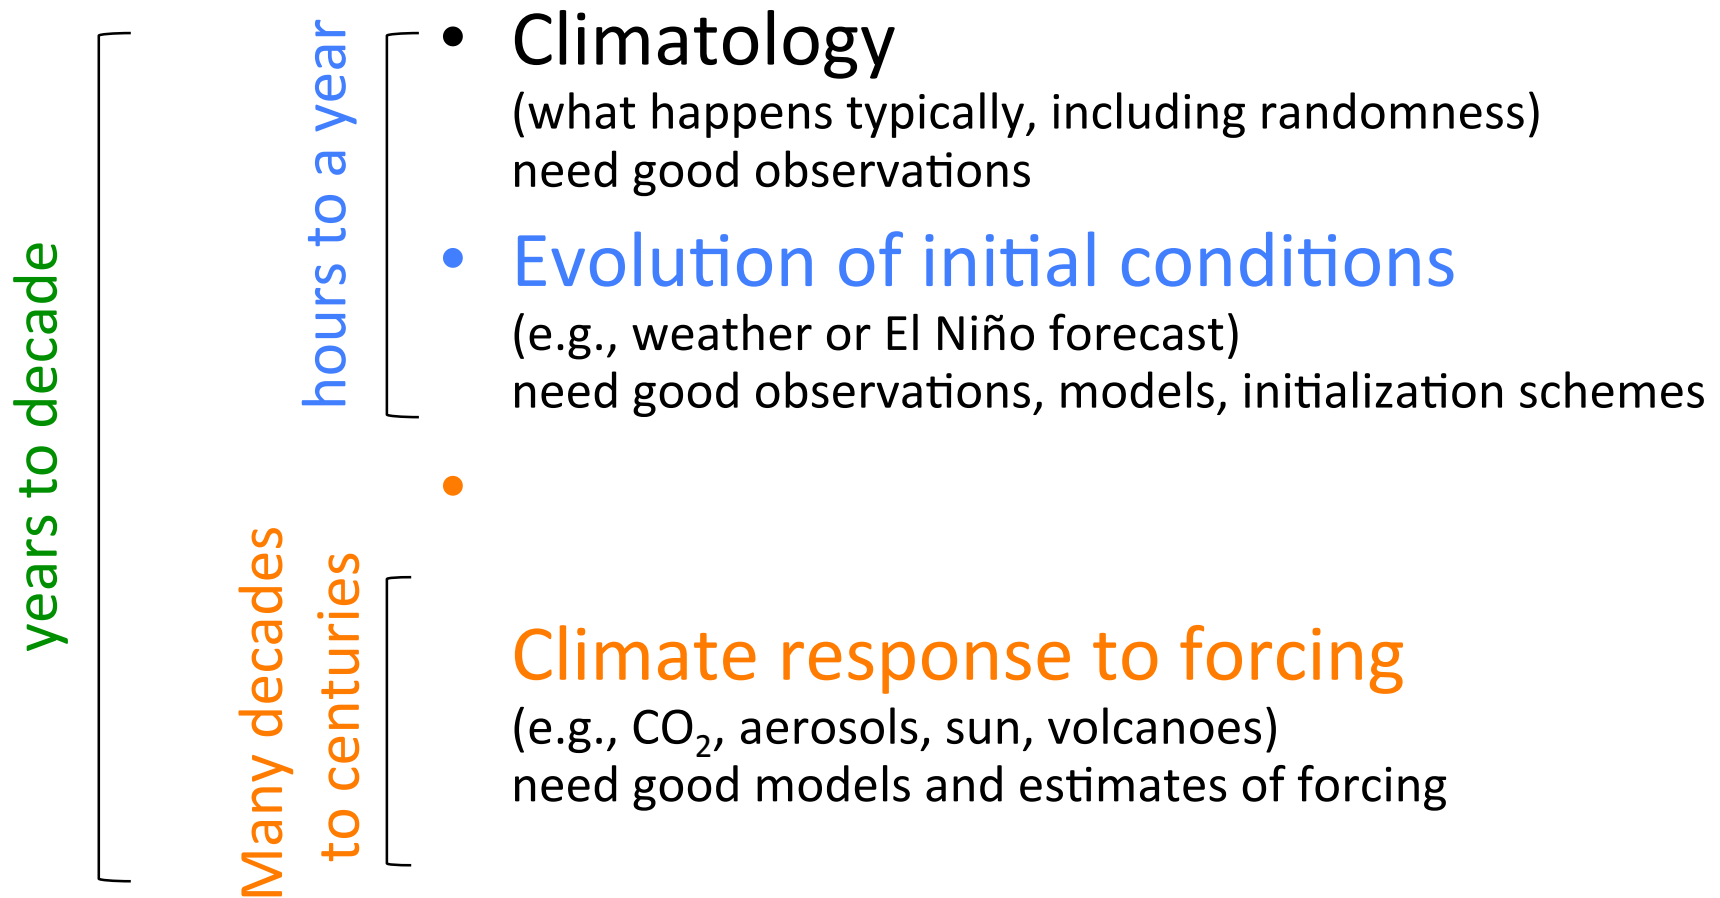 years to decade
hours to a year
• Climatology
(what happens typically, including randomness)
need good observations
• Evolution of initial conditions
(e.g., weather or El Niño forecast)
need good observations, models, initialization schemes
•
Many decades
to centuries
Climate response to forcing
(e.g., CO₂, aerosols, sun, volcanoes)
need good models and estimates of forcing